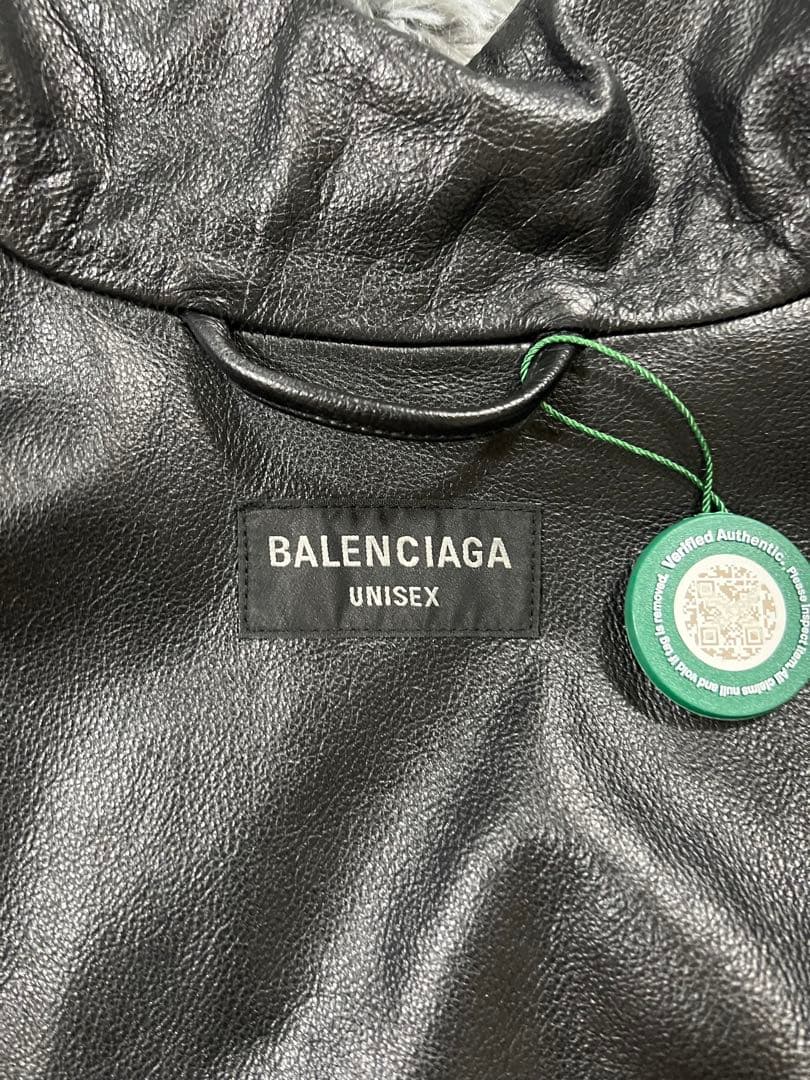 BALENCIAGA
UNISEX
Verified Authentic. Please inspect item. All claims null and void if tag is removed.